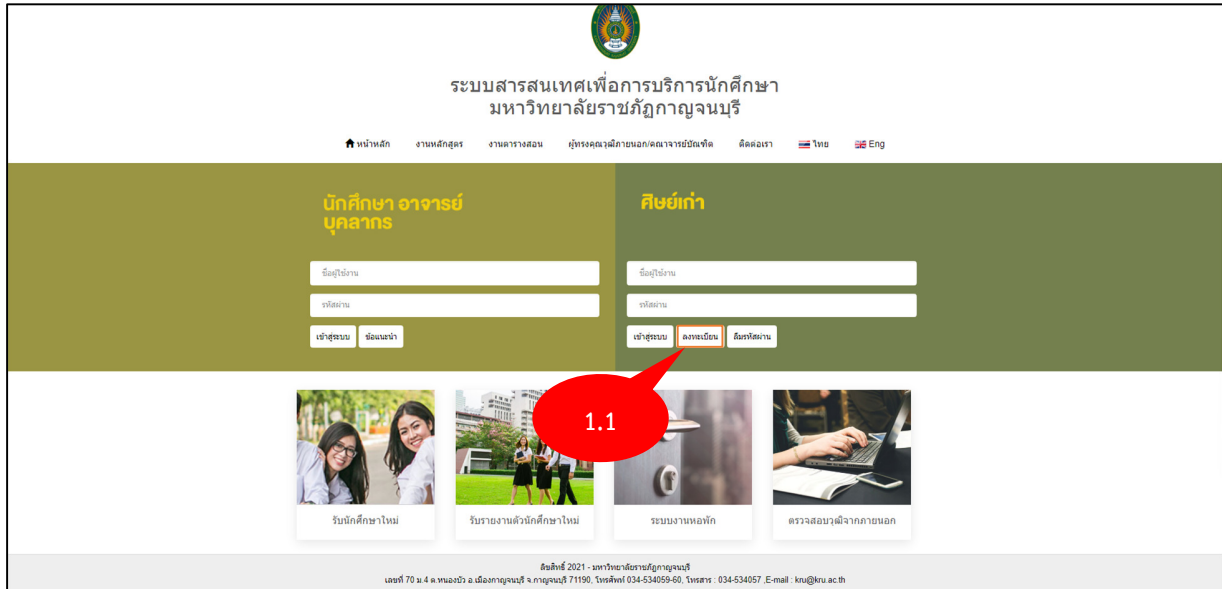 ระบบสารสนเทศเพื่อการบริการนักศึกษา
มหาวิทยาลัยราชภัฏกาญจนบุรี
หน้าหลัก งานหลักสูตร งานตารางสอน ผู้ทรงคุณวุฒิภายนอก/คณาจารย์บัณฑิต ติดต่อเรา ไทย Eng
นักศึกษา อาจารย์
บุคลากร
ชื่อผู้ใช้งาน
รหัสผ่าน
เข้าสู่ระบบ ข้อแนะนำ
ศิษย์เก่า
ชื่อผู้ใช้งาน
รหัสผ่าน
เข้าสู่ระบบ ลงทะเบียน ลืมรหัสผ่าน
1.1
รับนักศึกษาใหม่ รับรายงานตัวนักศึกษาใหม่ ระบบงานหอพัก ตรวจสอบวุฒิจากภายนอก
ลิขสิทธิ์ 2021 - มหาวิทยาลัยราชภัฏกาญจนบุรี
เลขที่ 70 ม.4 ต.หนองบัว อ.เมืองกาญจนบุรี จ.กาญจนบุรี 71190, โทรศัพท์ 034-534059-60, โทรสาร : 034-534057 ,E-mail : kru@kru.ac.th